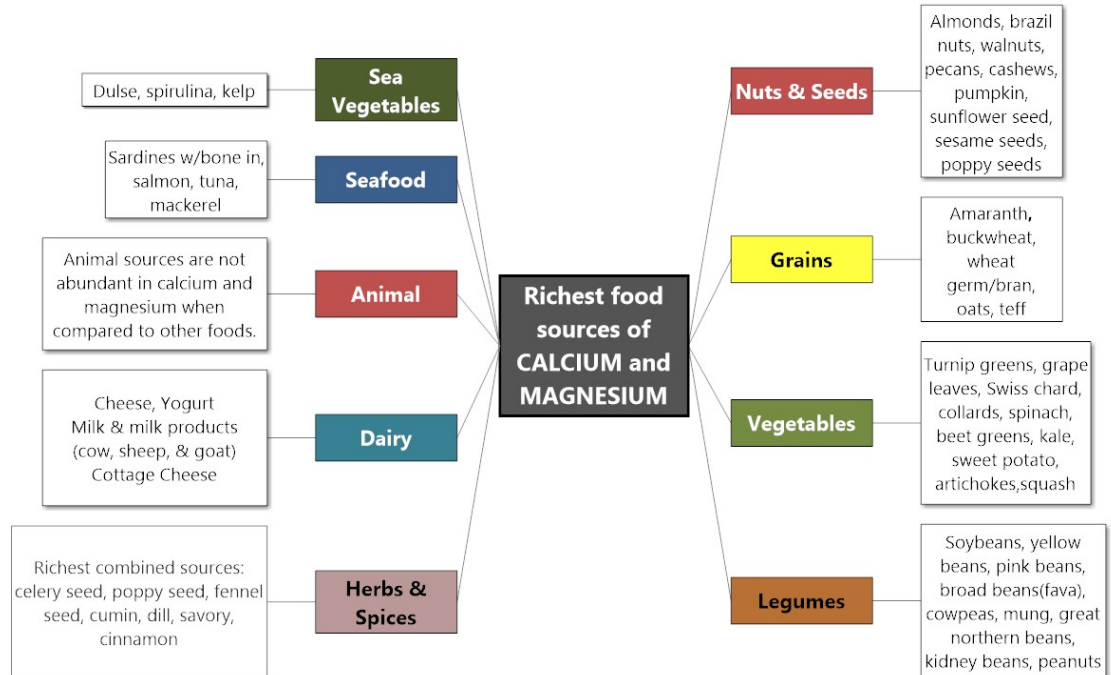 Richest food
sources of
CALCIUM and
MAGNESIUM
Sea
Vegetables
Dulse, spirulina, kelp
Seafood
Sardines w/bone in,
salmon, tuna,
mackerel
Animal
Animal sources are not
abundant in calcium and
magnesium when
compared to other foods.
Dairy
Cheese, Yogurt
Milk & milk products
(cow, sheep, & goat)
Cottage Cheese
Herbs &
Spices
Richest combined sources:
celery seed, poppy seed, fennel
seed, cumin, dill, savory,
cinnamon
Nuts & Seeds
Almonds, brazil
nuts, walnuts,
pecans, cashews,
pumpkin,
sunflower seed,
sesame seeds,
poppy seeds
Grains
Amaranth,
buckwheat,
wheat
germ/bran,
oats, teff
Vegetables
Turnip greens, grape
leaves, Swiss chard,
collards, spinach,
beet greens, kale,
sweet potato,
artichokes,squash
Legumes
Soybeans, yellow
beans, pink beans,
broad beans(fava),
cowpeas, mung, great
northern beans,
kidney beans, peanuts